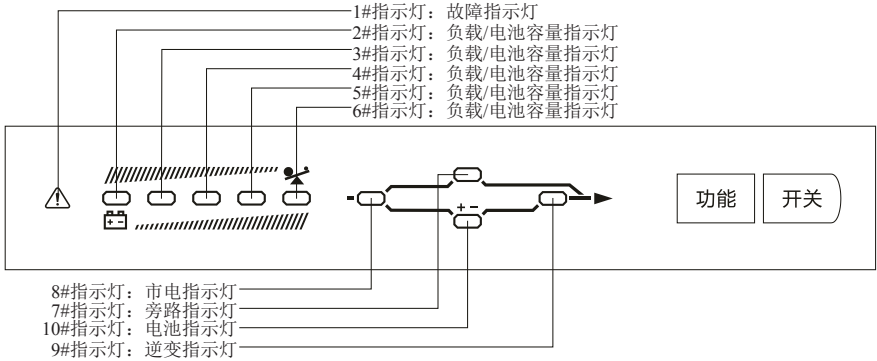 1#指示灯：故障指示灯
2#指示灯：负载/电池容量指示灯
3#指示灯：负载/电池容量指示灯
4#指示灯：负载/电池容量指示灯
5#指示灯：负载/电池容量指示灯
6#指示灯：负载/电池容量指示灯
功能 开关
8#指示灯：市电指示灯
7#指示灯：旁路指示灯
10#指示灯：电池指示灯
9#指示灯：逆变指示灯